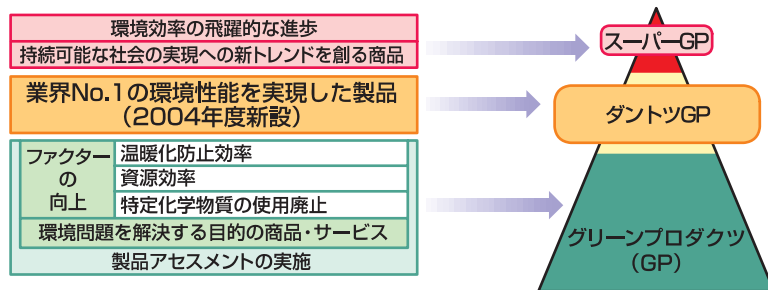 環境効率の飛躍的な進歩
持続可能な社会の実現への新トレンドを創る商品
業界No.1の環境性能を実現した製品
(2004年度新設)
ファクター
の
向上
温暖化防止効率
資源効率
特定化学物質の使用廃止
環境問題を解決する目的の商品・サービス
製品アセスメントの実施
スーパーGP
ダントツGP
グリーンプロダクツ
(GP)